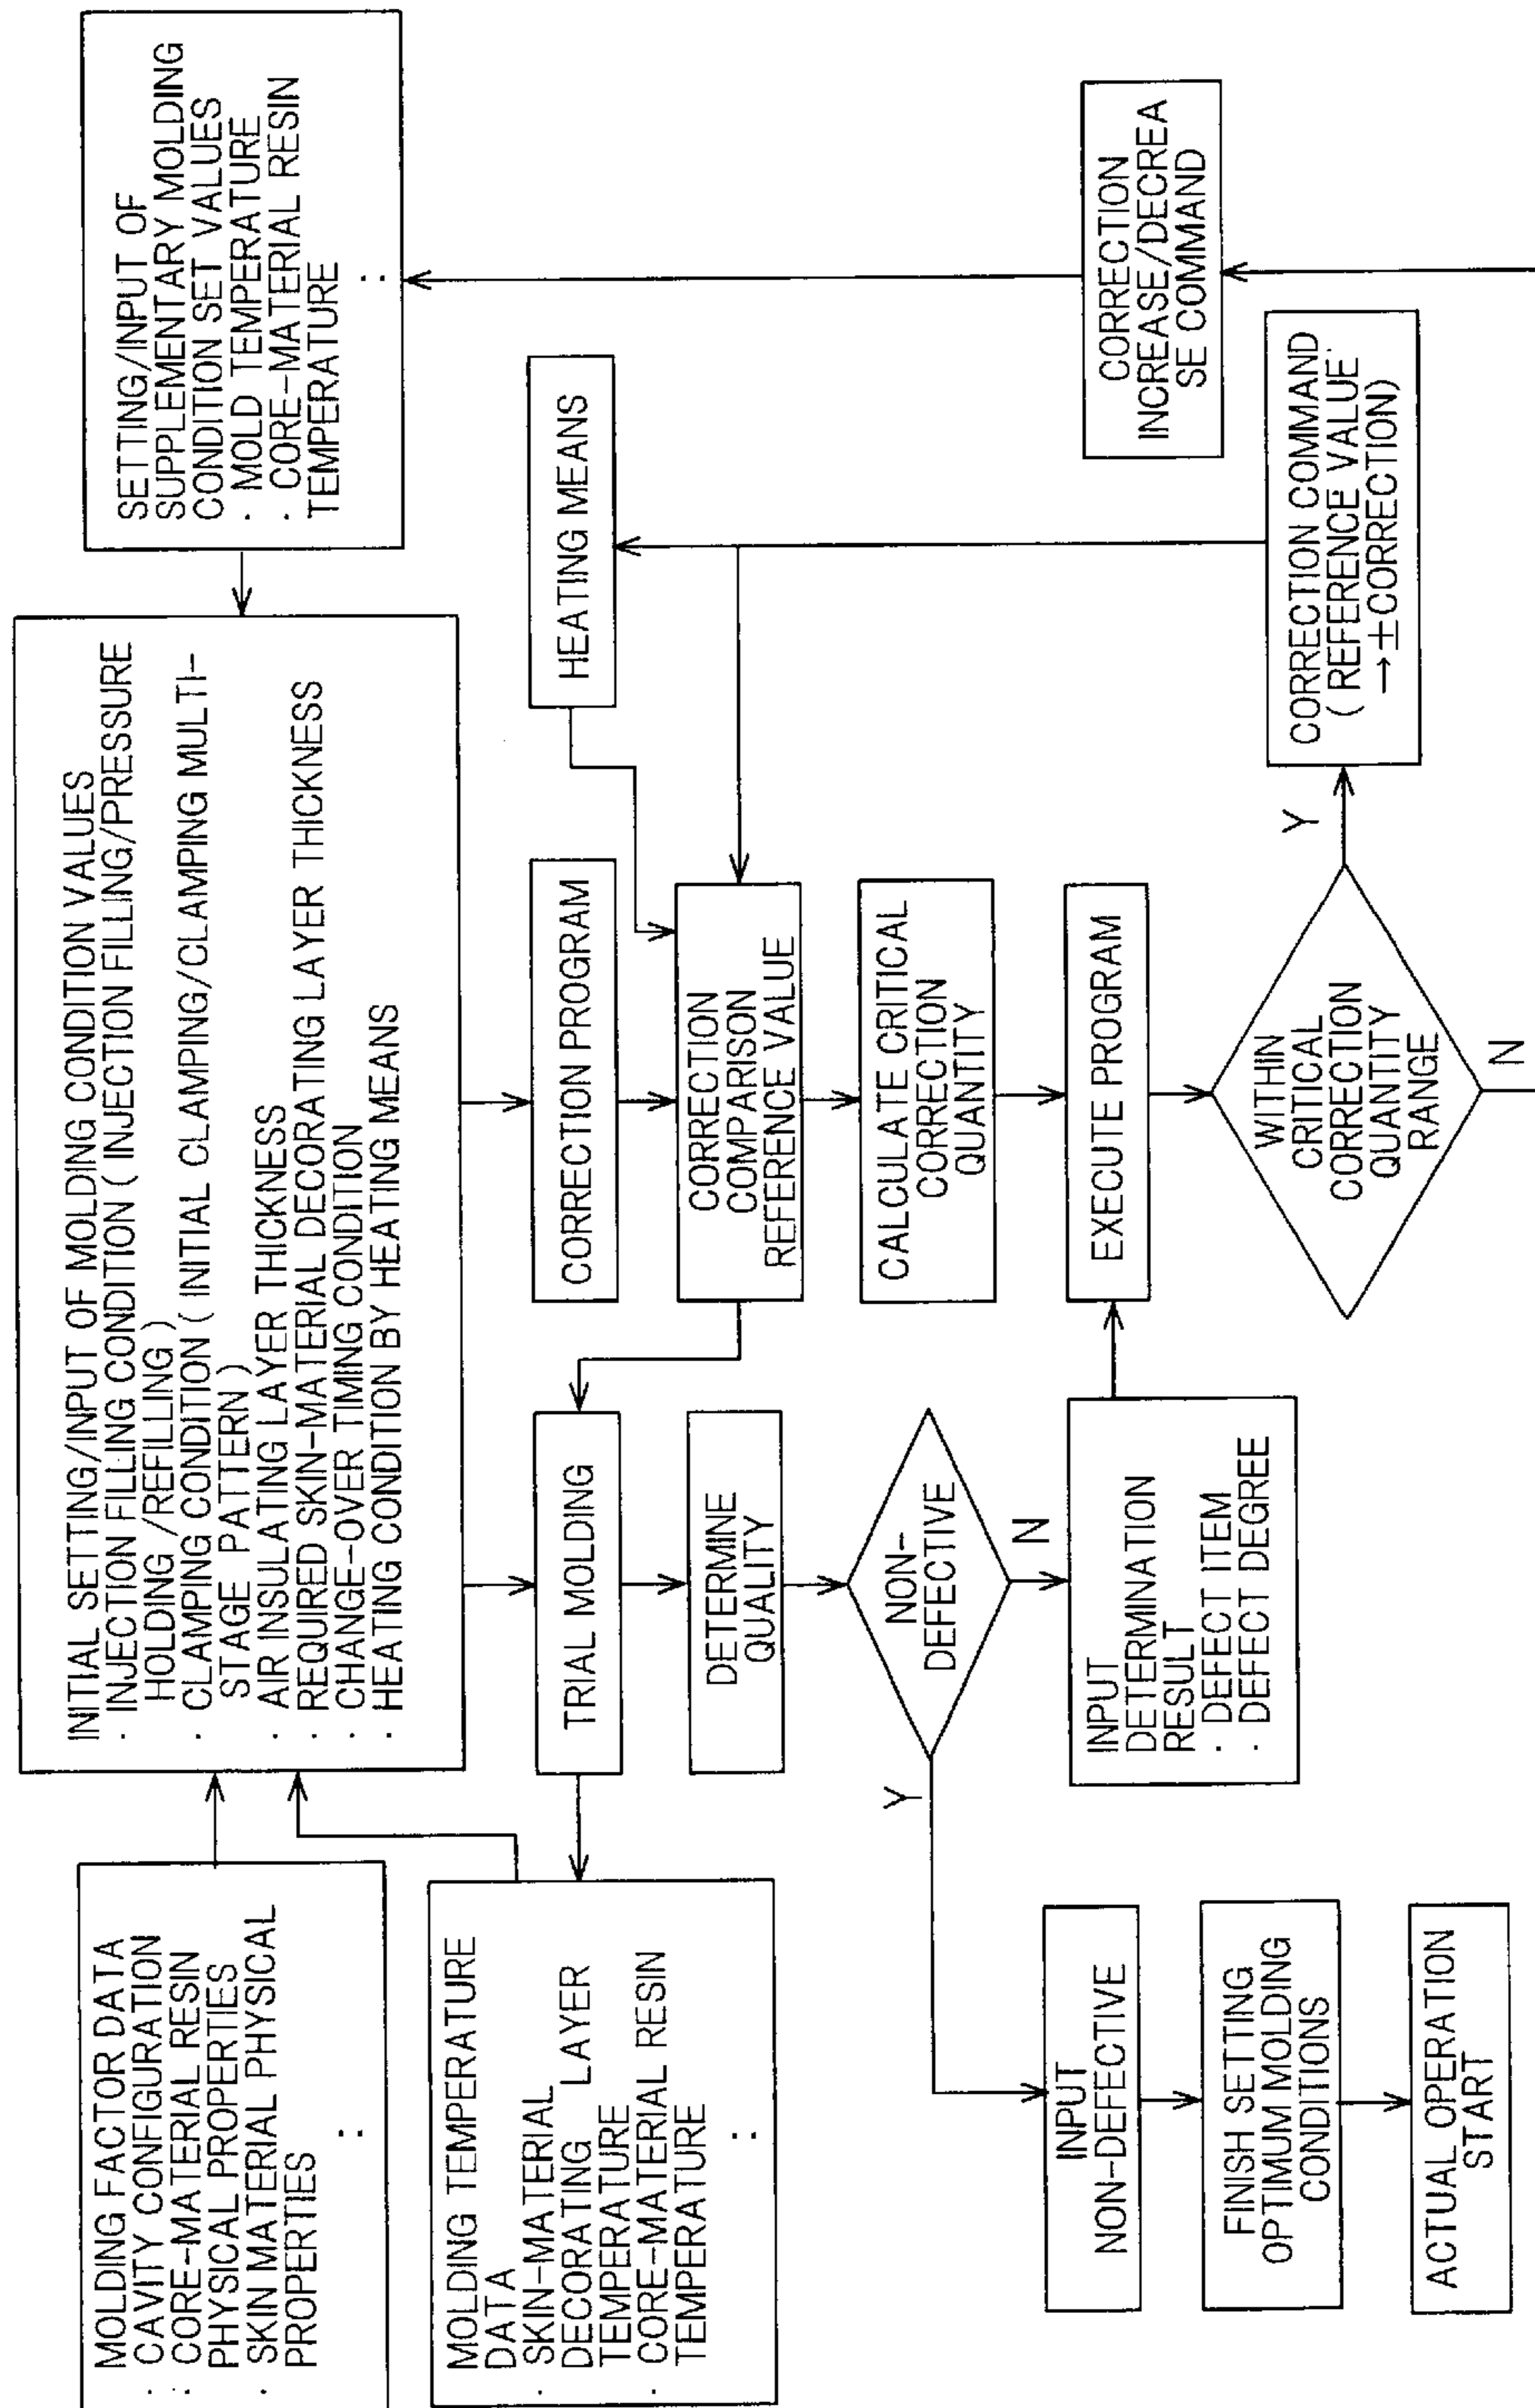 MOLDING FACTOR DATA
CAVITY CONFIGURATION
· CORE-MATERIAL RESIN
PHYSICAL PROPERTIES
· SKIN MATERIAL PHYSICAL
PROPERTIES
:
MOLDING TEMPERATURE
DATA
· SKIN-MATERIAL
DECORATING LAYER
TEMPERATURE
· CORE-MATERIAL RESIN
TEMPERATURE
:
INITIAL SETTING/INPUT OF MOLDING CONDITION VALUES
· INJECTION FILLING CONDITION ( INJECTION FILLING/PRESSURE
HOLDING /REFILLING )
· CLAMPING CONDITION ( INITIAL CLAMPING/CLAMPING MULTI-
STAGE PATTERN )
· AIR INSULATING LAYER THICKNESS
· REQUIRED SKIN-MATERIAL DECORATING LAYER THICKNESS
· CHANGE-OVER TIMING CONDITION
· HEATING CONDITION BY HEATING MEANS
SETTING/INPUT OF
SUPPLEMENTARY MOLDING
CONDITION SET VALUES
· MOLD TEMPERATURE
· CORE-MATERIAL RESIN
TEMPERATURE
:
TRIAL MOLDING
DETERMINE
QUALITY
NON-
DEFECTIVE
Y
N
INPUT
DETERMINATION
RESULT
· DEFECT ITEM
· DEFECT DEGREE
INPUT
NON-DEFECTIVE
FINISH SETTING
OPTIMUM MOLDING
CONDITIONS
ACTUAL OPERATION
START
CORRECTION PROGRAM
CORRECTION
COMPARISON
REFERENCE VALUE
CALCULATE CRITICAL
CORRECTION
QUANTITY
EXECUTE PROGRAM
WITHIN
CRITICAL
CORRECTION
QUANTITY
RANGE
Y
N
HEATING MEANS
CORRECTION COMMAND
( REFERENCE VALUE
→±CORRECTION)
CORRECTION
INCREASE/DECREA
SE COMMAND